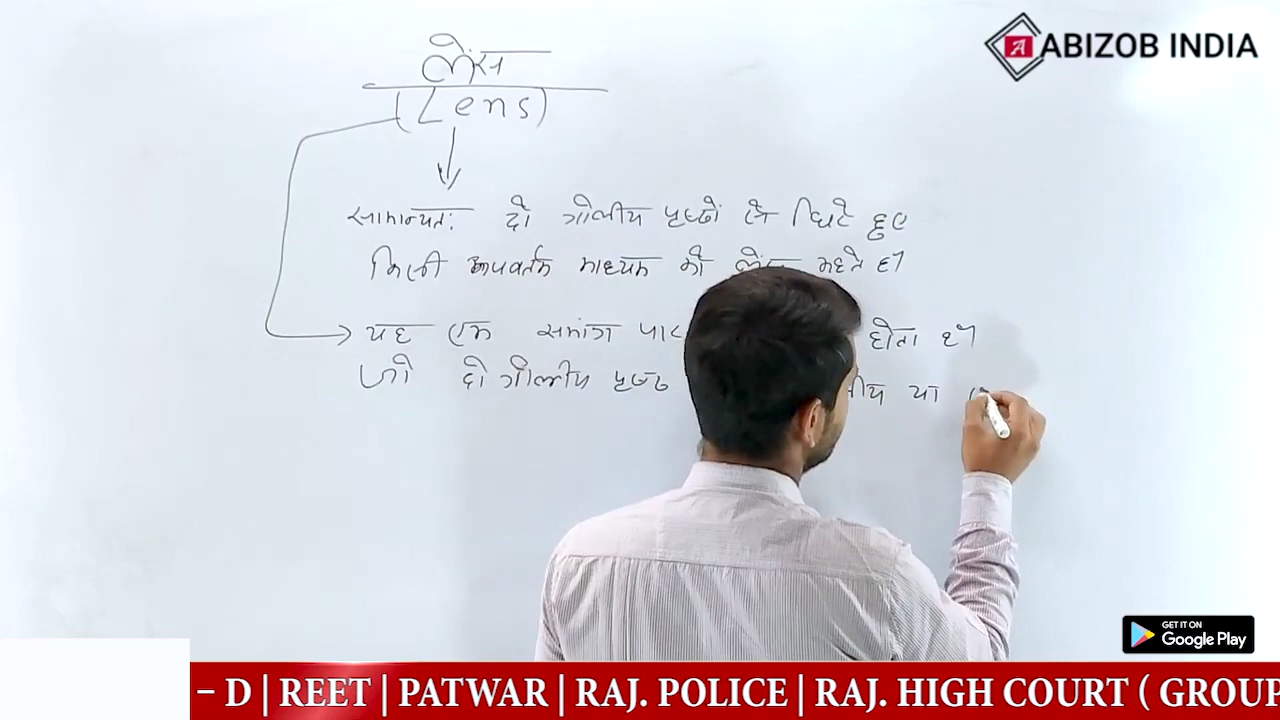 लेंस
(Lens)
सामान्यत: दो गोलीय पृष्ठों से घिरे हुए
किसी अपवर्तक माध्यम को लेंस कहते है
यह एक समांग होता है
जो दो गोलीय पृष्ठ या
A ABIZOB INDIA
GET IT ON
Google Play
– D | REET | PATWAR | RAJ. POLICE | RAJ. HIGH COURT ( GROUP